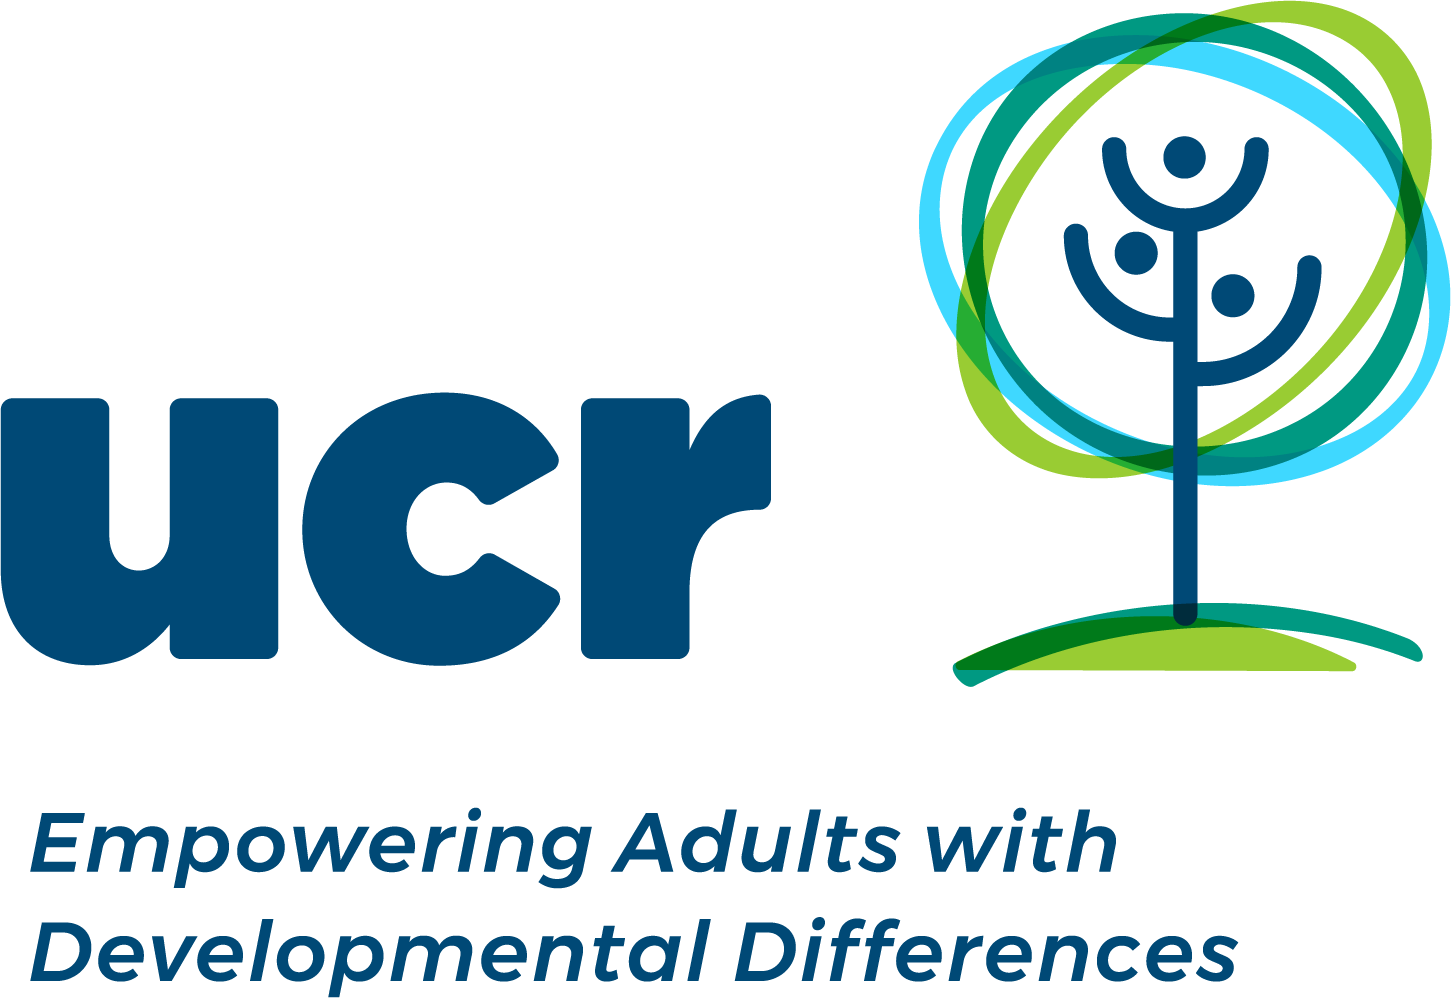 ucr
Empowering Adults with
Developmental Differences